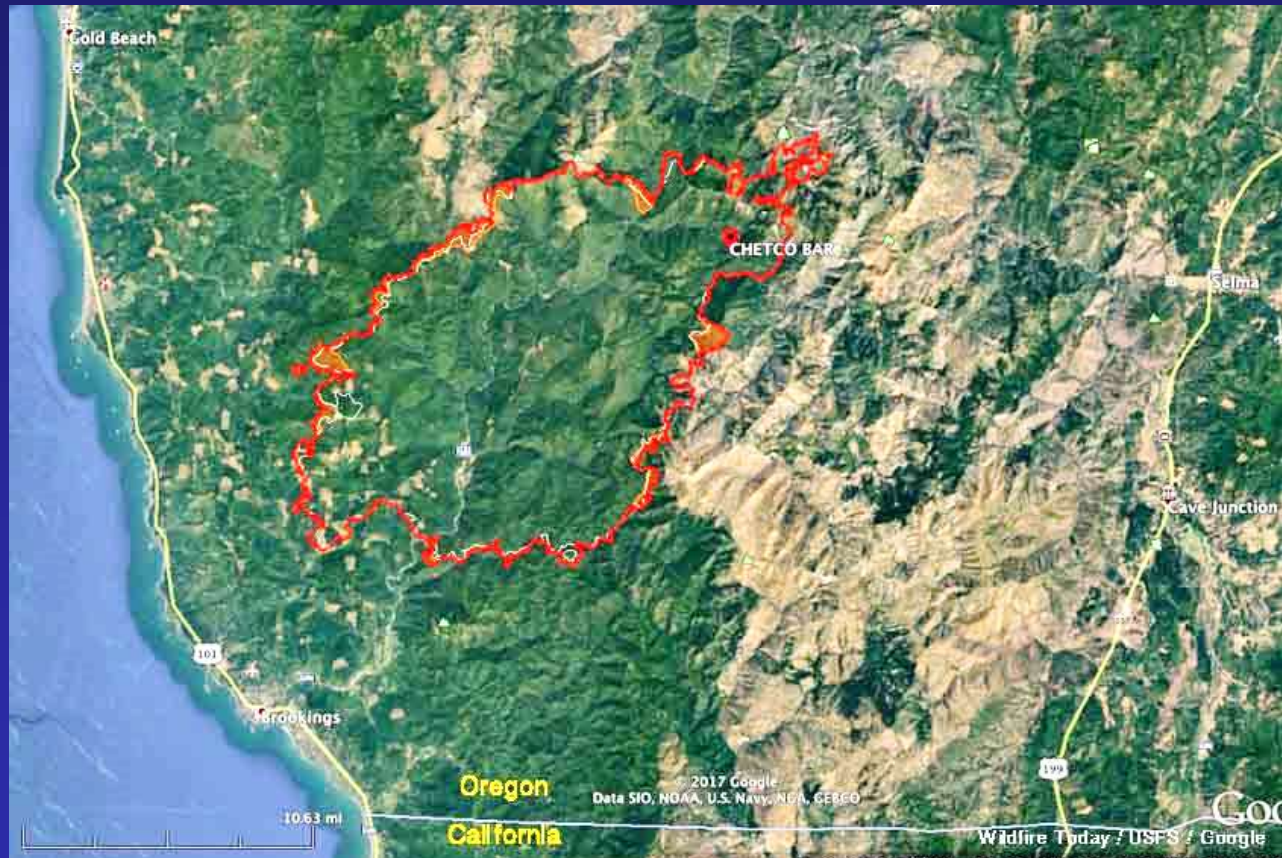 Gold Beach
CHETCO BAR
Selma
Cave Junction
101
Brookings
199
Oregon
© 2017 Google
Data SIO, NOAA, U.S. Navy, NGA, GEBCO
10.63 mi
California
Goo
Wildfire Today / USFS / Google